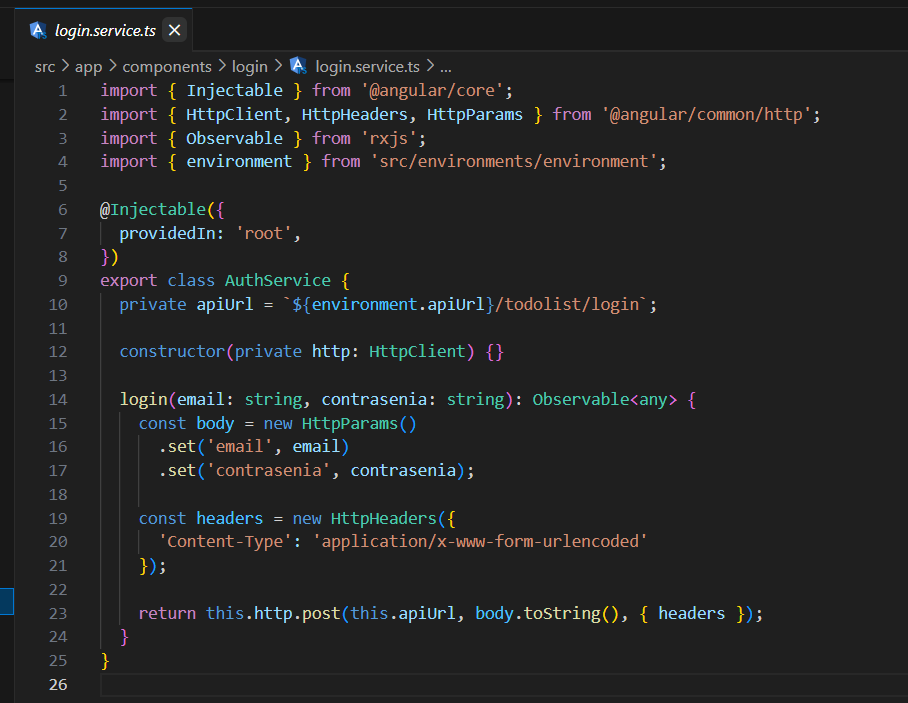 login.service.ts
src > app > components > login > login.service.ts > ...
1 import { Injectable } from '@angular/core';
2 import { HttpClient, HttpHeaders, HttpParams } from '@angular/common/http';
3 import { Observable } from 'rxjs';
4 import { environment } from 'src/environments/environment';
5
6 @Injectable({
7   providedIn: 'root',
8 })
9 export class AuthService {
10   private apiUrl = `${environment.apiUrl}/todolist/login`;
11
12   constructor(private http: HttpClient) {}
13
14   login(email: string, contrasenia: string): Observable<any> {
15     const body = new HttpParams()
16       .set('email', email)
17       .set('contrasenia', contrasenia);
18
19     const headers = new HttpHeaders({
20       'Content-Type': 'application/x-www-form-urlencoded'
21     });
22
23     return this.http.post(this.apiUrl, body.toString(), { headers });
24   }
25 }
26